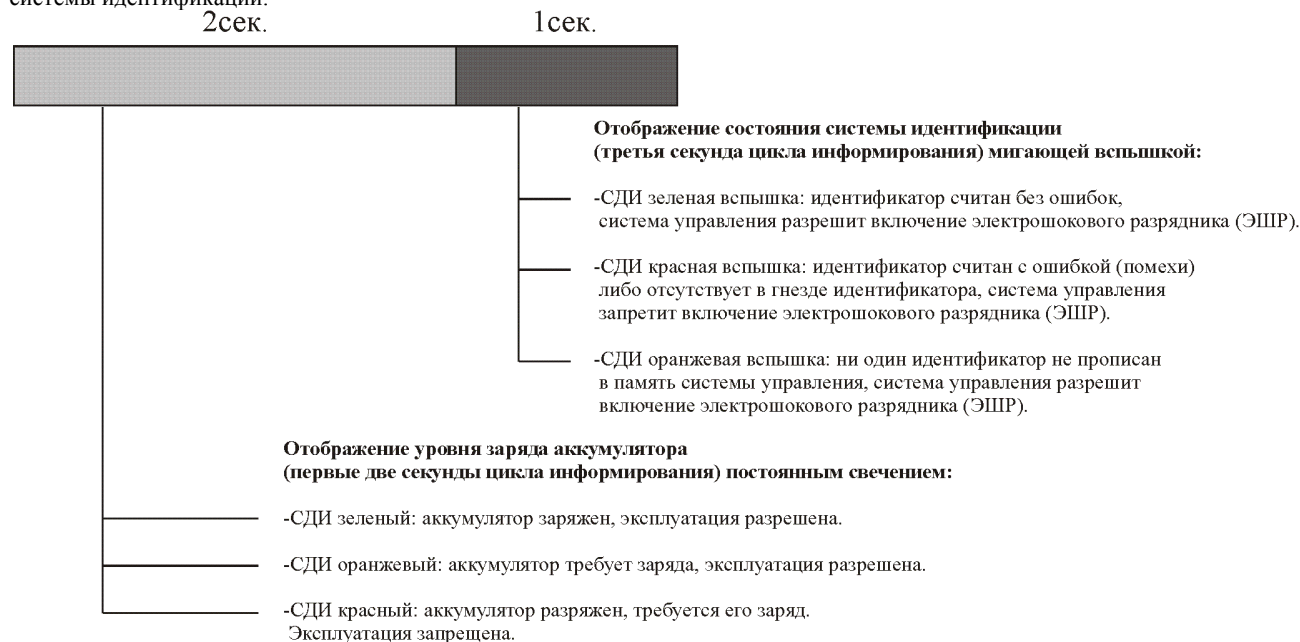 системы идентификации.
2сек.
1сек.
Отображение состояния системы идентификации
(третья секунда цикла информирования) мигающей вспышкой:
-СДИ зеленая вспышка: идентификатор считан без ошибок,
система управления разрешит включение электрошокового разрядника (ЭШР).
-СДИ красная вспышка: идентификатор считан с ошибкой (помехи)
либо отсутствует в гнезде идентификатора, система управления
запретит включение электрошокового разрядника (ЭШР).
-СДИ оранжевая вспышка: ни один идентификатор не прописан
в память системы управления, система управления разрешит
включение электрошокового разрядника (ЭШР).
Отображение уровня заряда аккумулятора
(первые две секунды цикла информирования) постоянным свечением:
-СДИ зеленый: аккумулятор заряжен, эксплуатация разрешена.
-СДИ оранжевый: аккумулятор требует заряда, эксплуатация разрешена.
-СДИ красный: аккумулятор разряжен, требуется его заряд.
Эксплуатация запрещена.